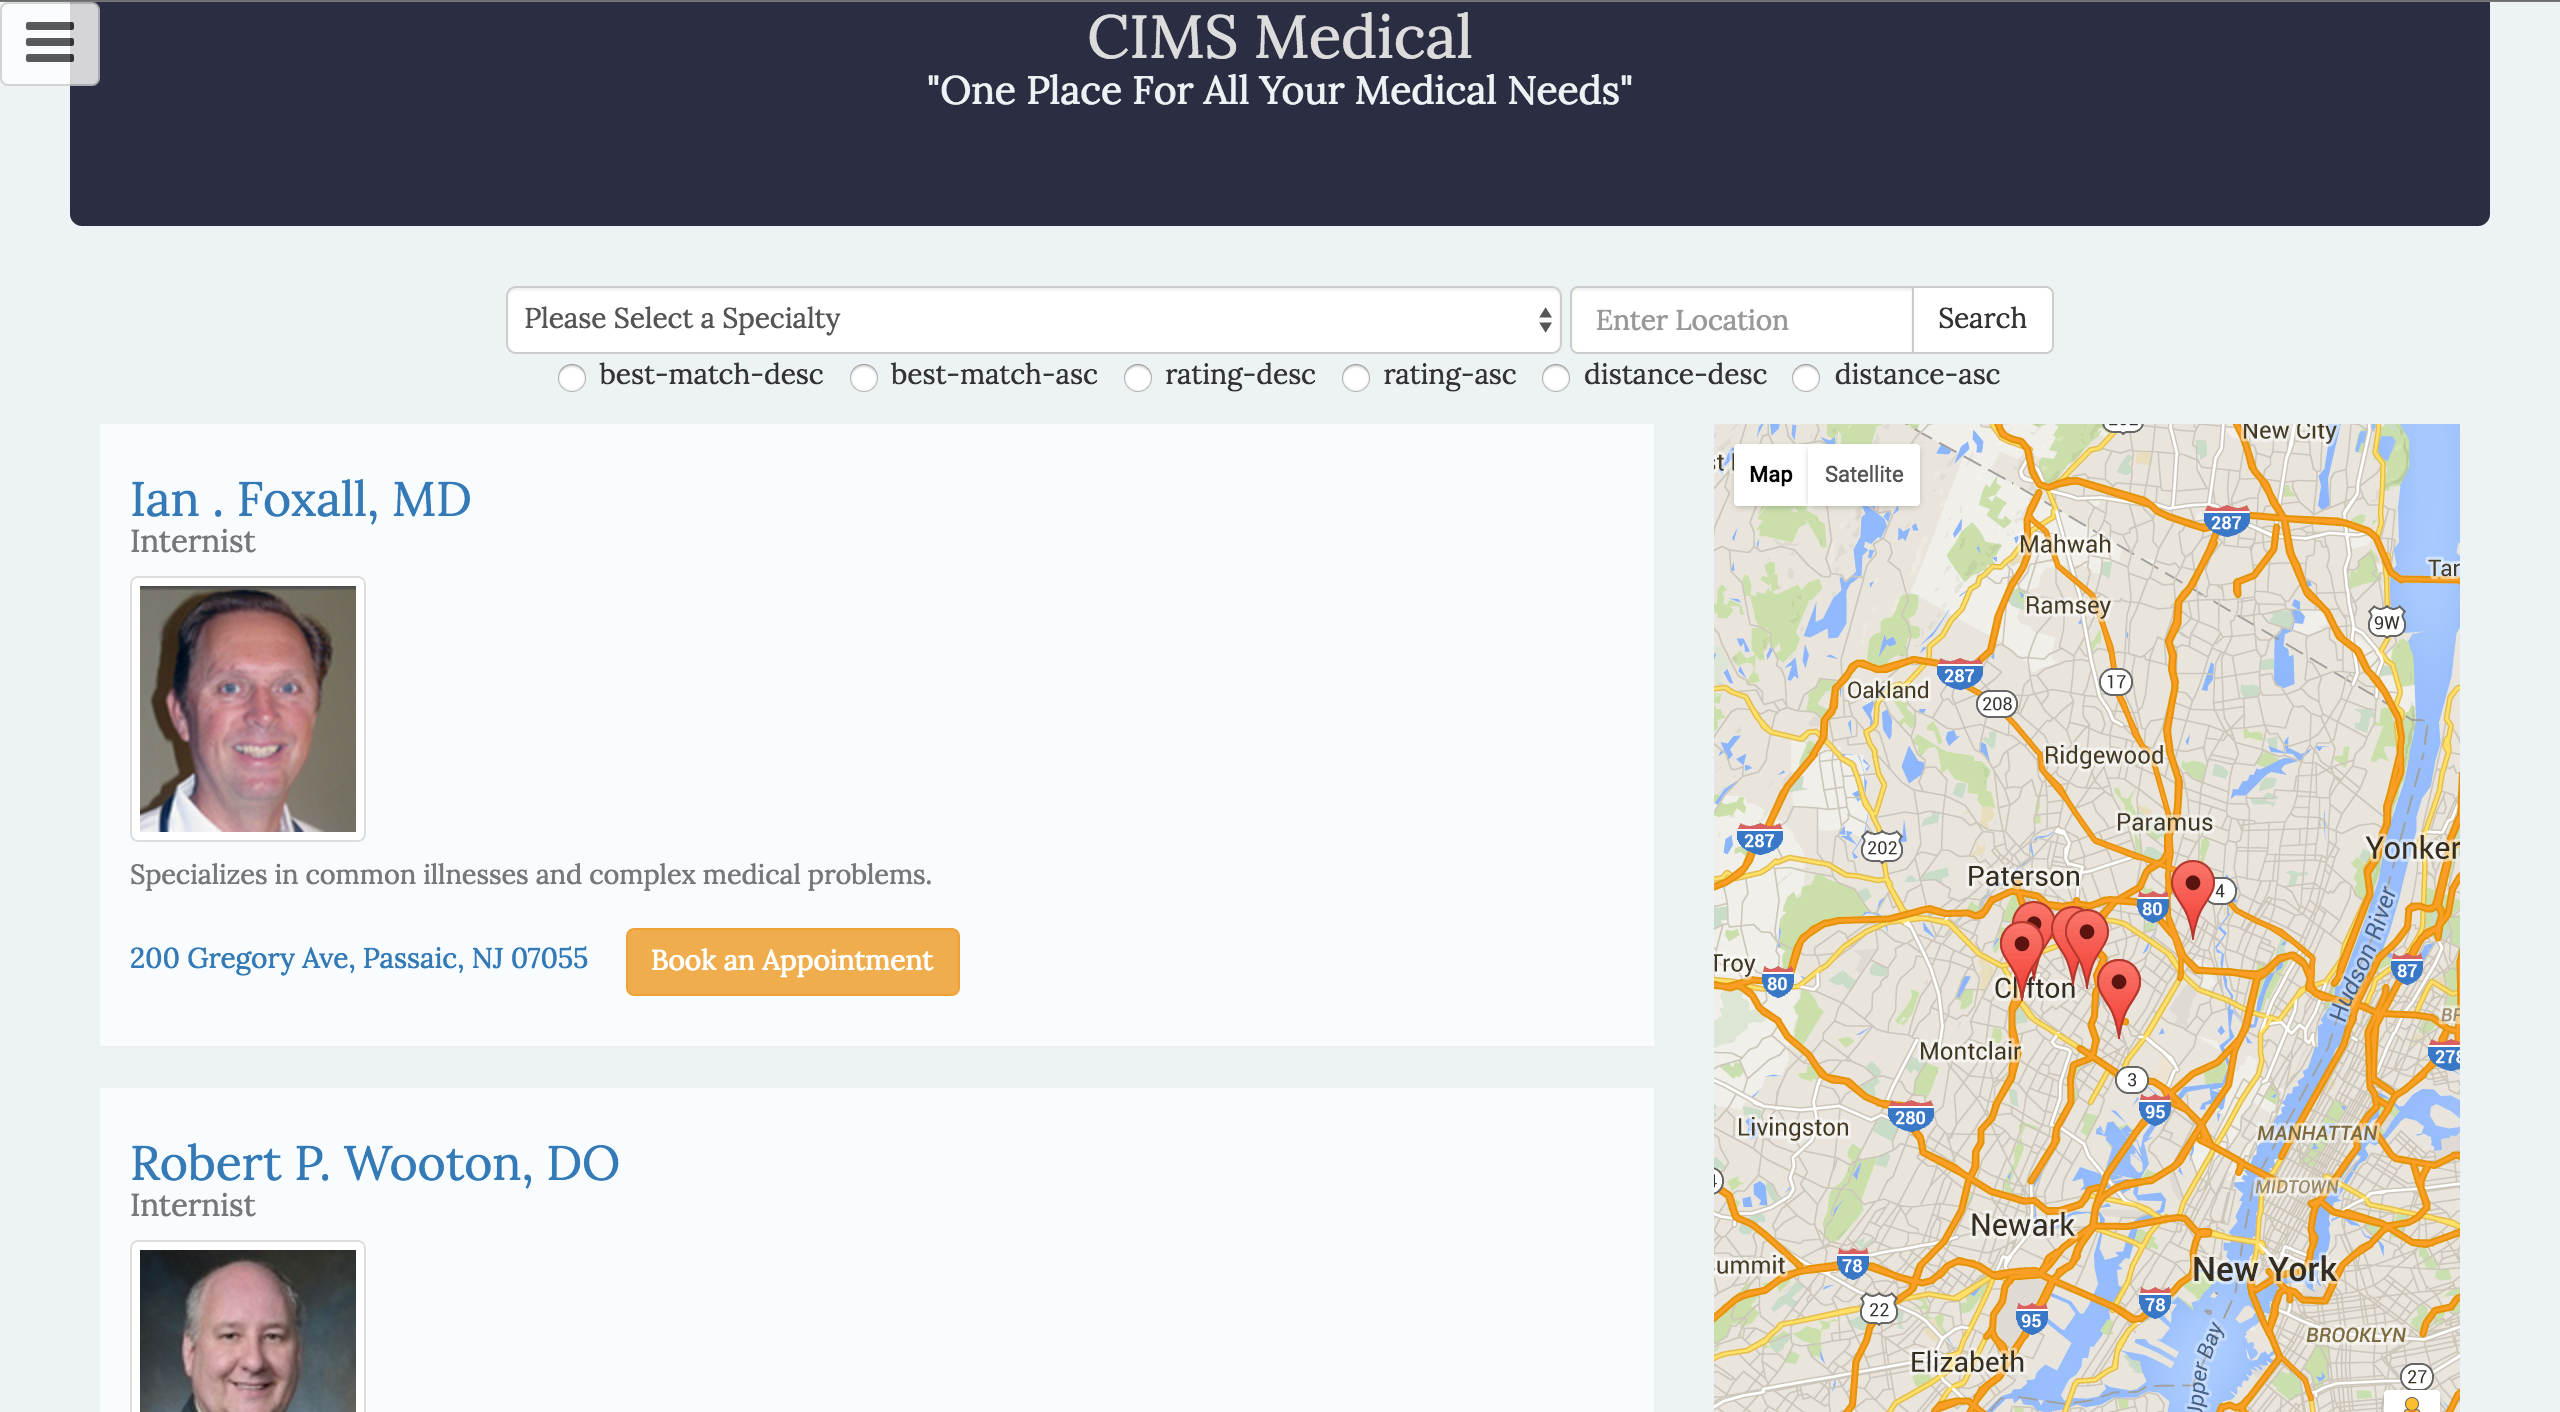 CIMS Medical
"One Place For All Your Medical Needs"
Please Select a Specialty
Enter Location
Search
best-match-desc
best-match-asc
rating-desc
rating-asc
distance-desc
distance-asc
Ian . Foxall, MD
Internist
Specializes in common illnesses and complex medical problems.
200 Gregory Ave, Passaic, NJ 07055
Book an Appointment
Robert P. Wooton, DO
Internist
Map
Satellite
New City
287
Mahwah
Tar
Ramsey
9W
287
Oakland
17
208
Ridgewood
Paramus
287
202
Yonker
Paterson
4
80
Troy
80
Clifton
87
Hudson River
Montclair
278
3
95
280
Livingston
MANHATTAN
MIDTOWN
Newark
78
ummit
New York
78
22
95
BROOKLYN
Elizabeth
Upper Bay
27